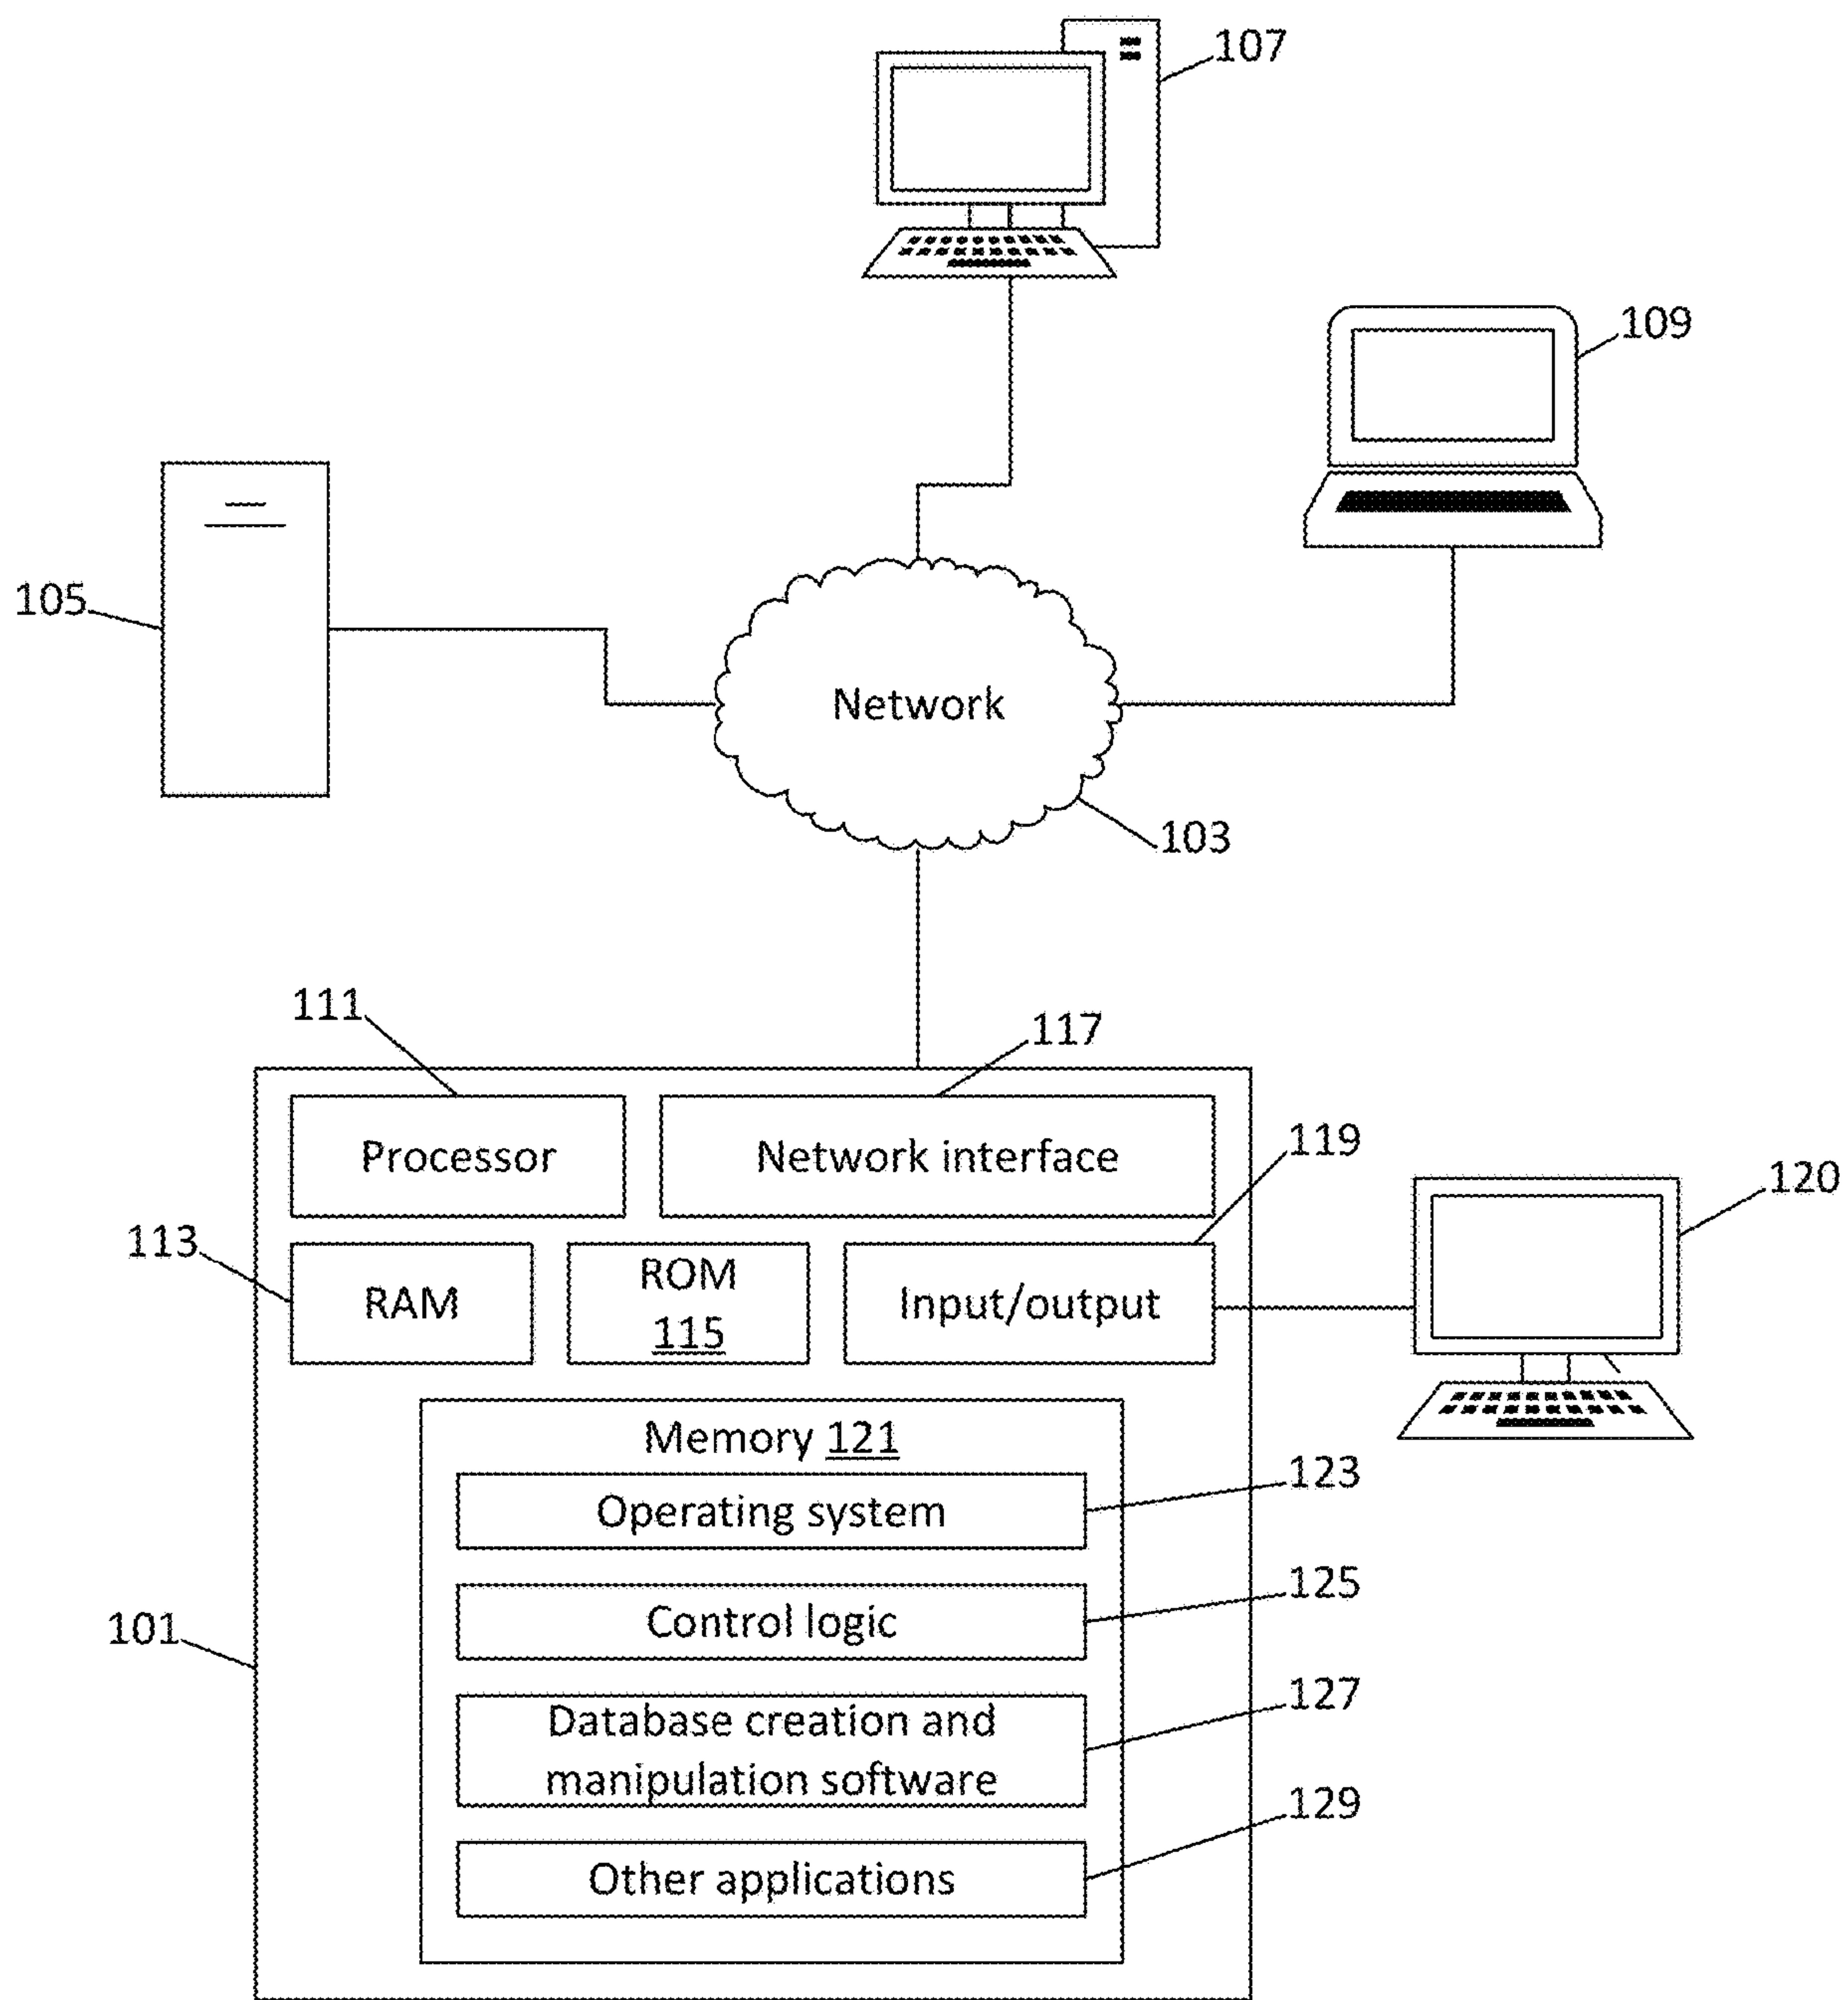 107
109
105
Network
103
111
117
Processor
Network interface
119
120
113
RAM
ROM
115
Input/output
Memory 121
123
Operating system
125
Control logic
101
127
Database creation and
manipulation software
129
Other applications